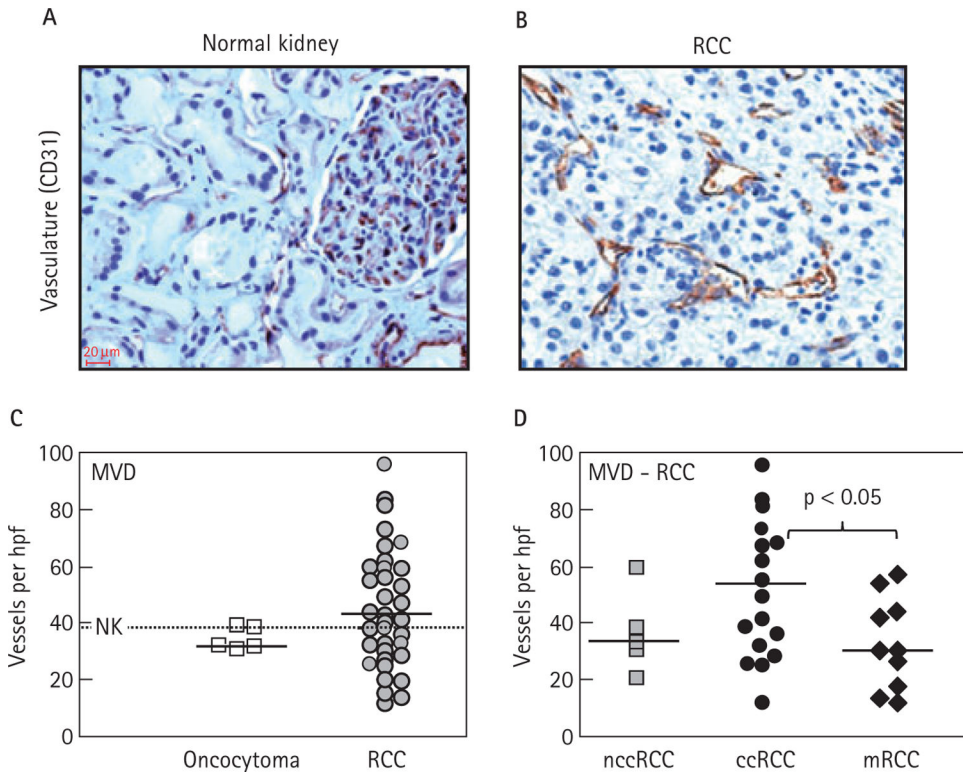 A
Normal kidney
B
RCC
Vasculature (CD31)
20 µm
C
MVD
Vessels per hpf
100
80
60
40
20
0
NK
Oncocytoma
RCC
D
MVD - RCC
p < 0.05
Vessels per hpf
100
80
60
40
20
0
nccRCC
ccRCC
mRCC